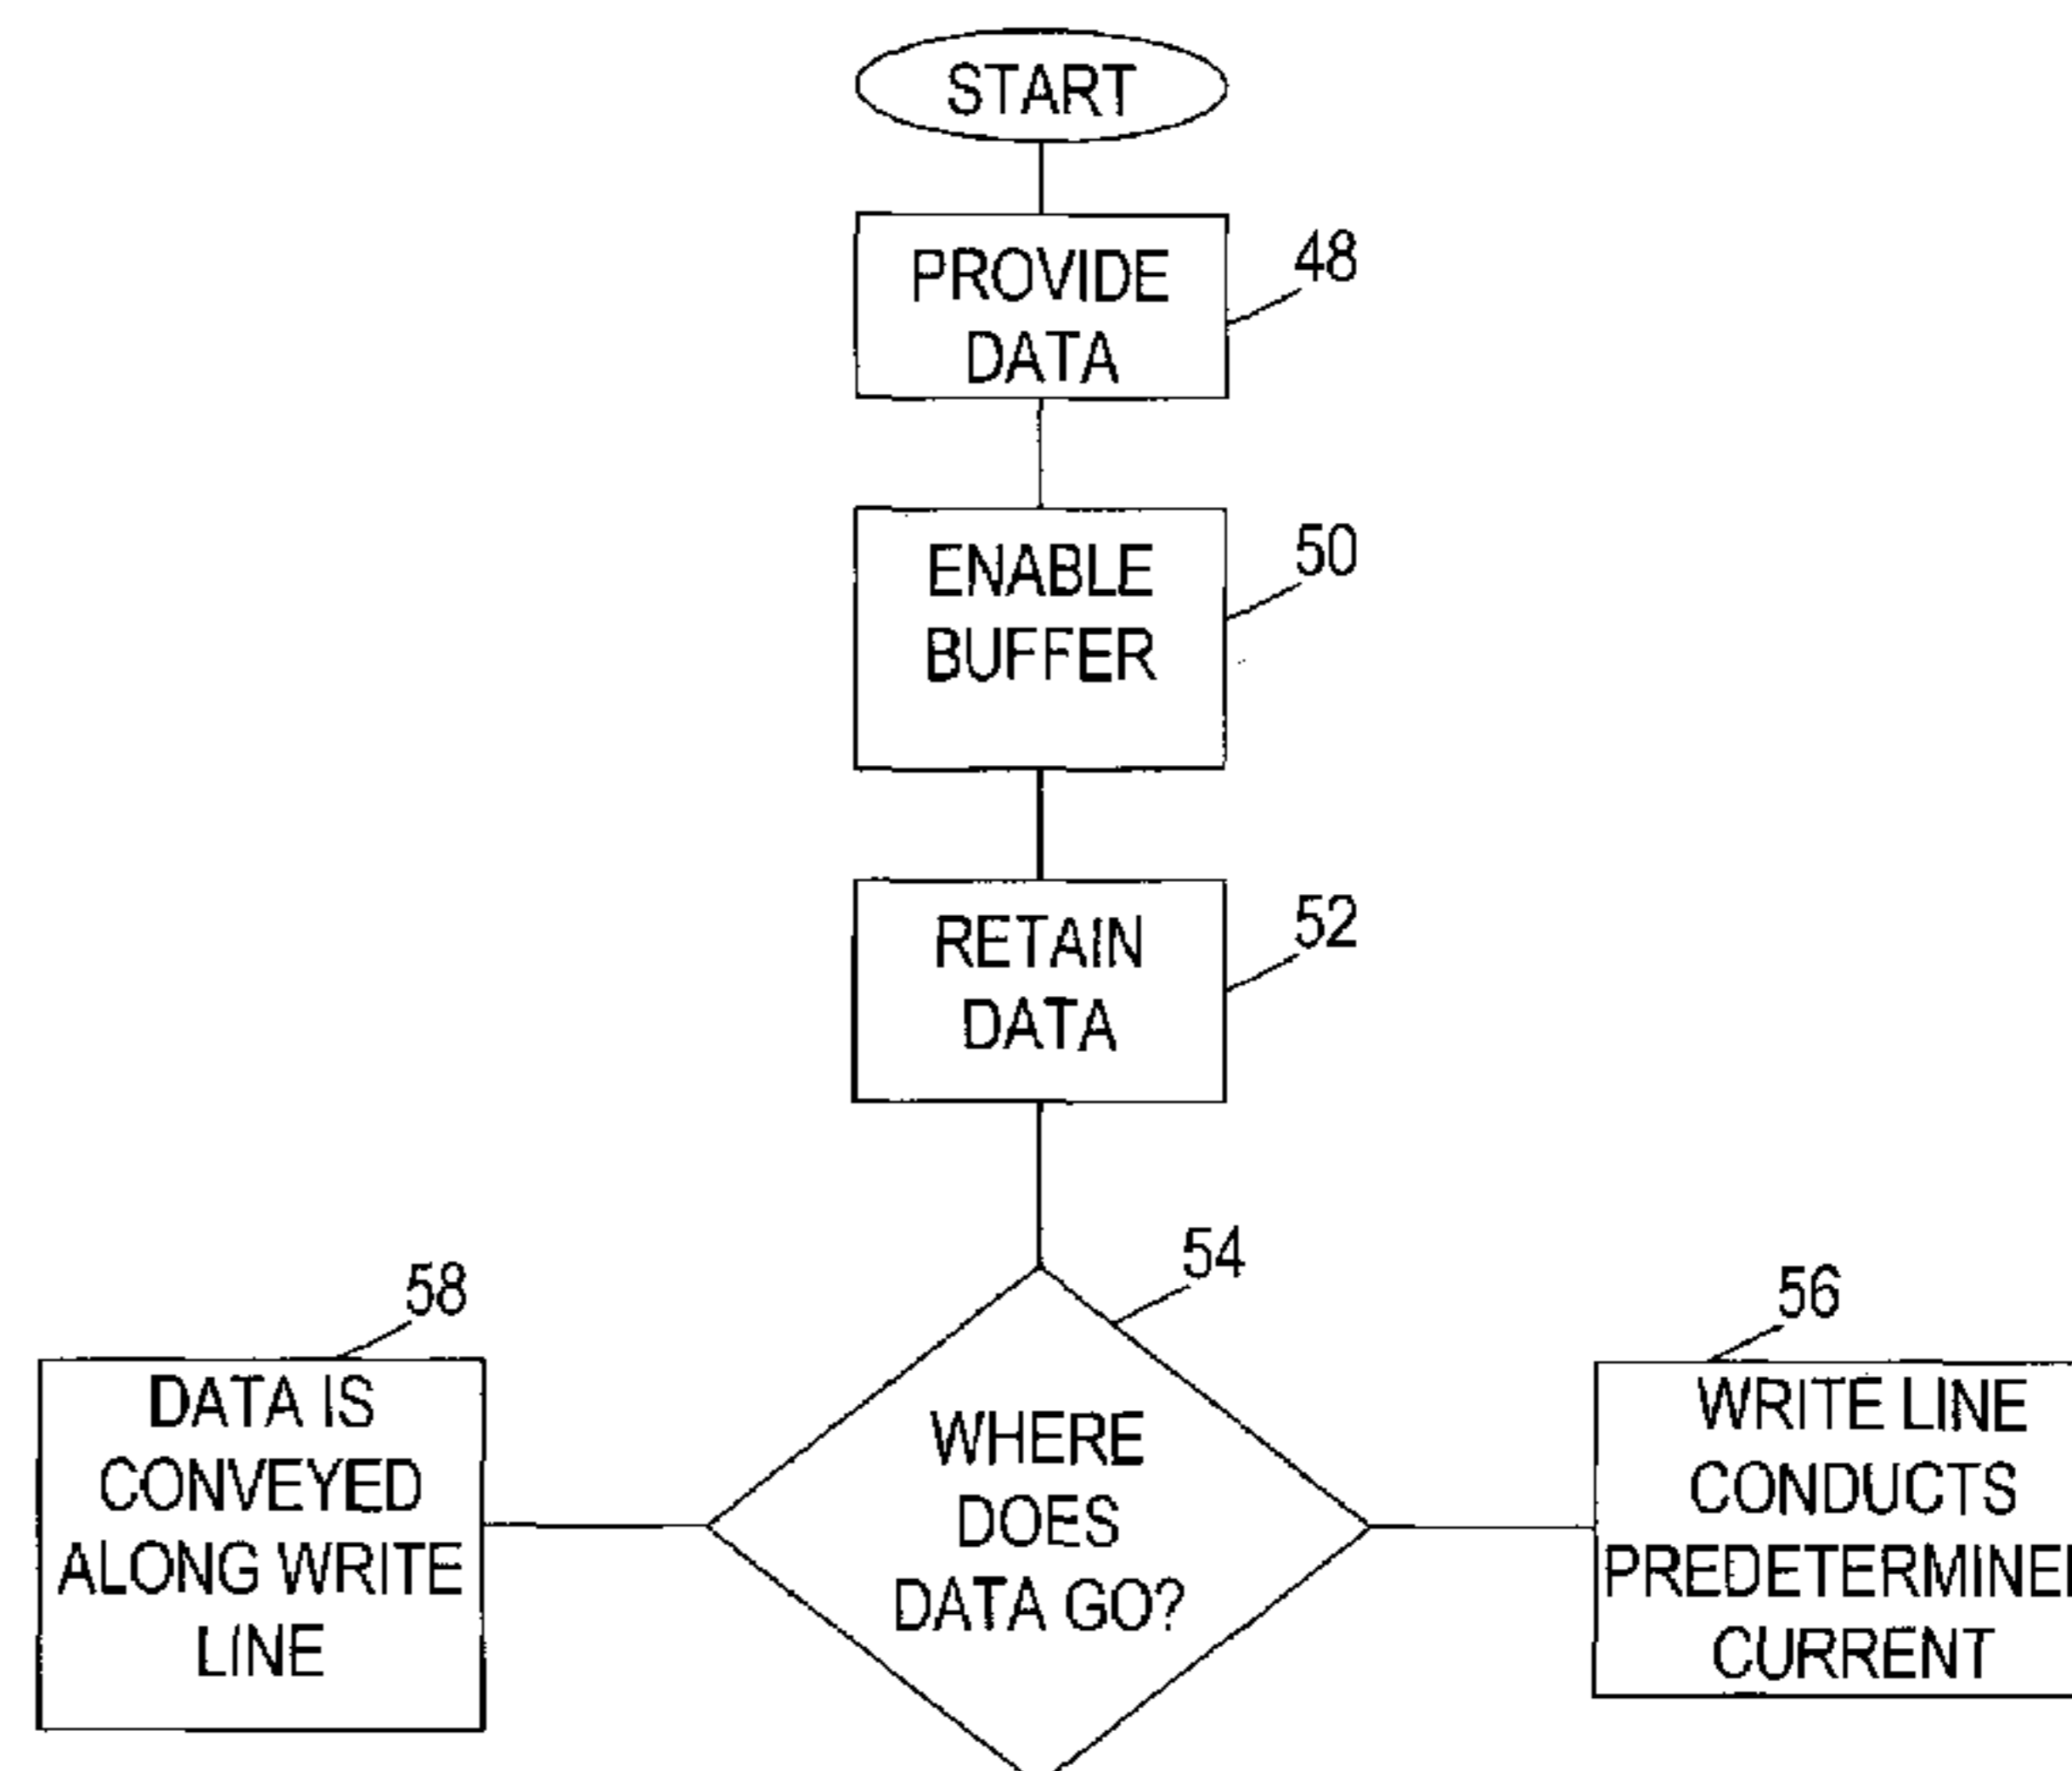 START
PROVIDE
DATA
48
ENABLE
BUFFER
50
RETAIN
DATA
52
54
58
DATA IS
CONVEYED
ALONG WRITE
LINE
WHERE
DOES
DATA GO?
56
WRITE LINE
CONDUCTS
CURRENT